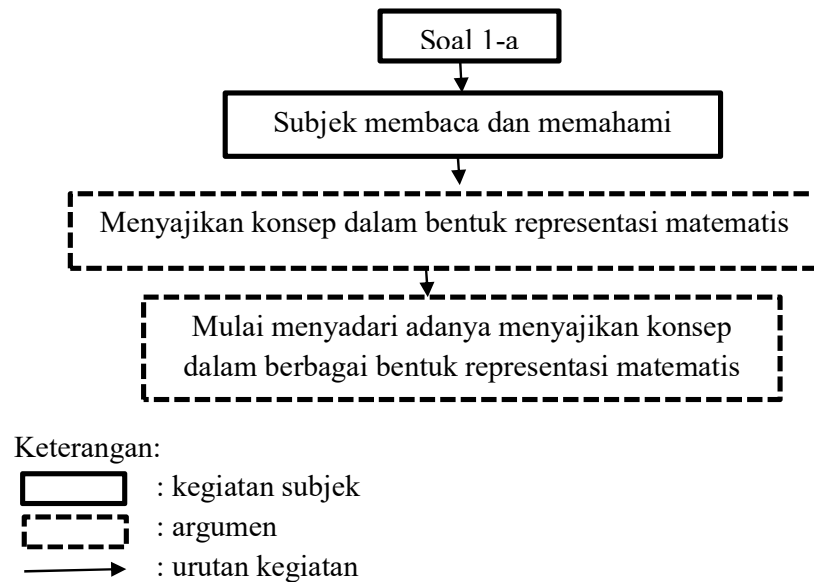 Soal 1-a
Subjek membaca dan memahami
Menyajikan konsep dalam bentuk representasi matematis
Mulai menyadari adanya menyajikan konsep
dalam berbagai bentuk representasi matematis
Keterangan:
: kegiatan subjek
: argumen
: urutan kegiatan